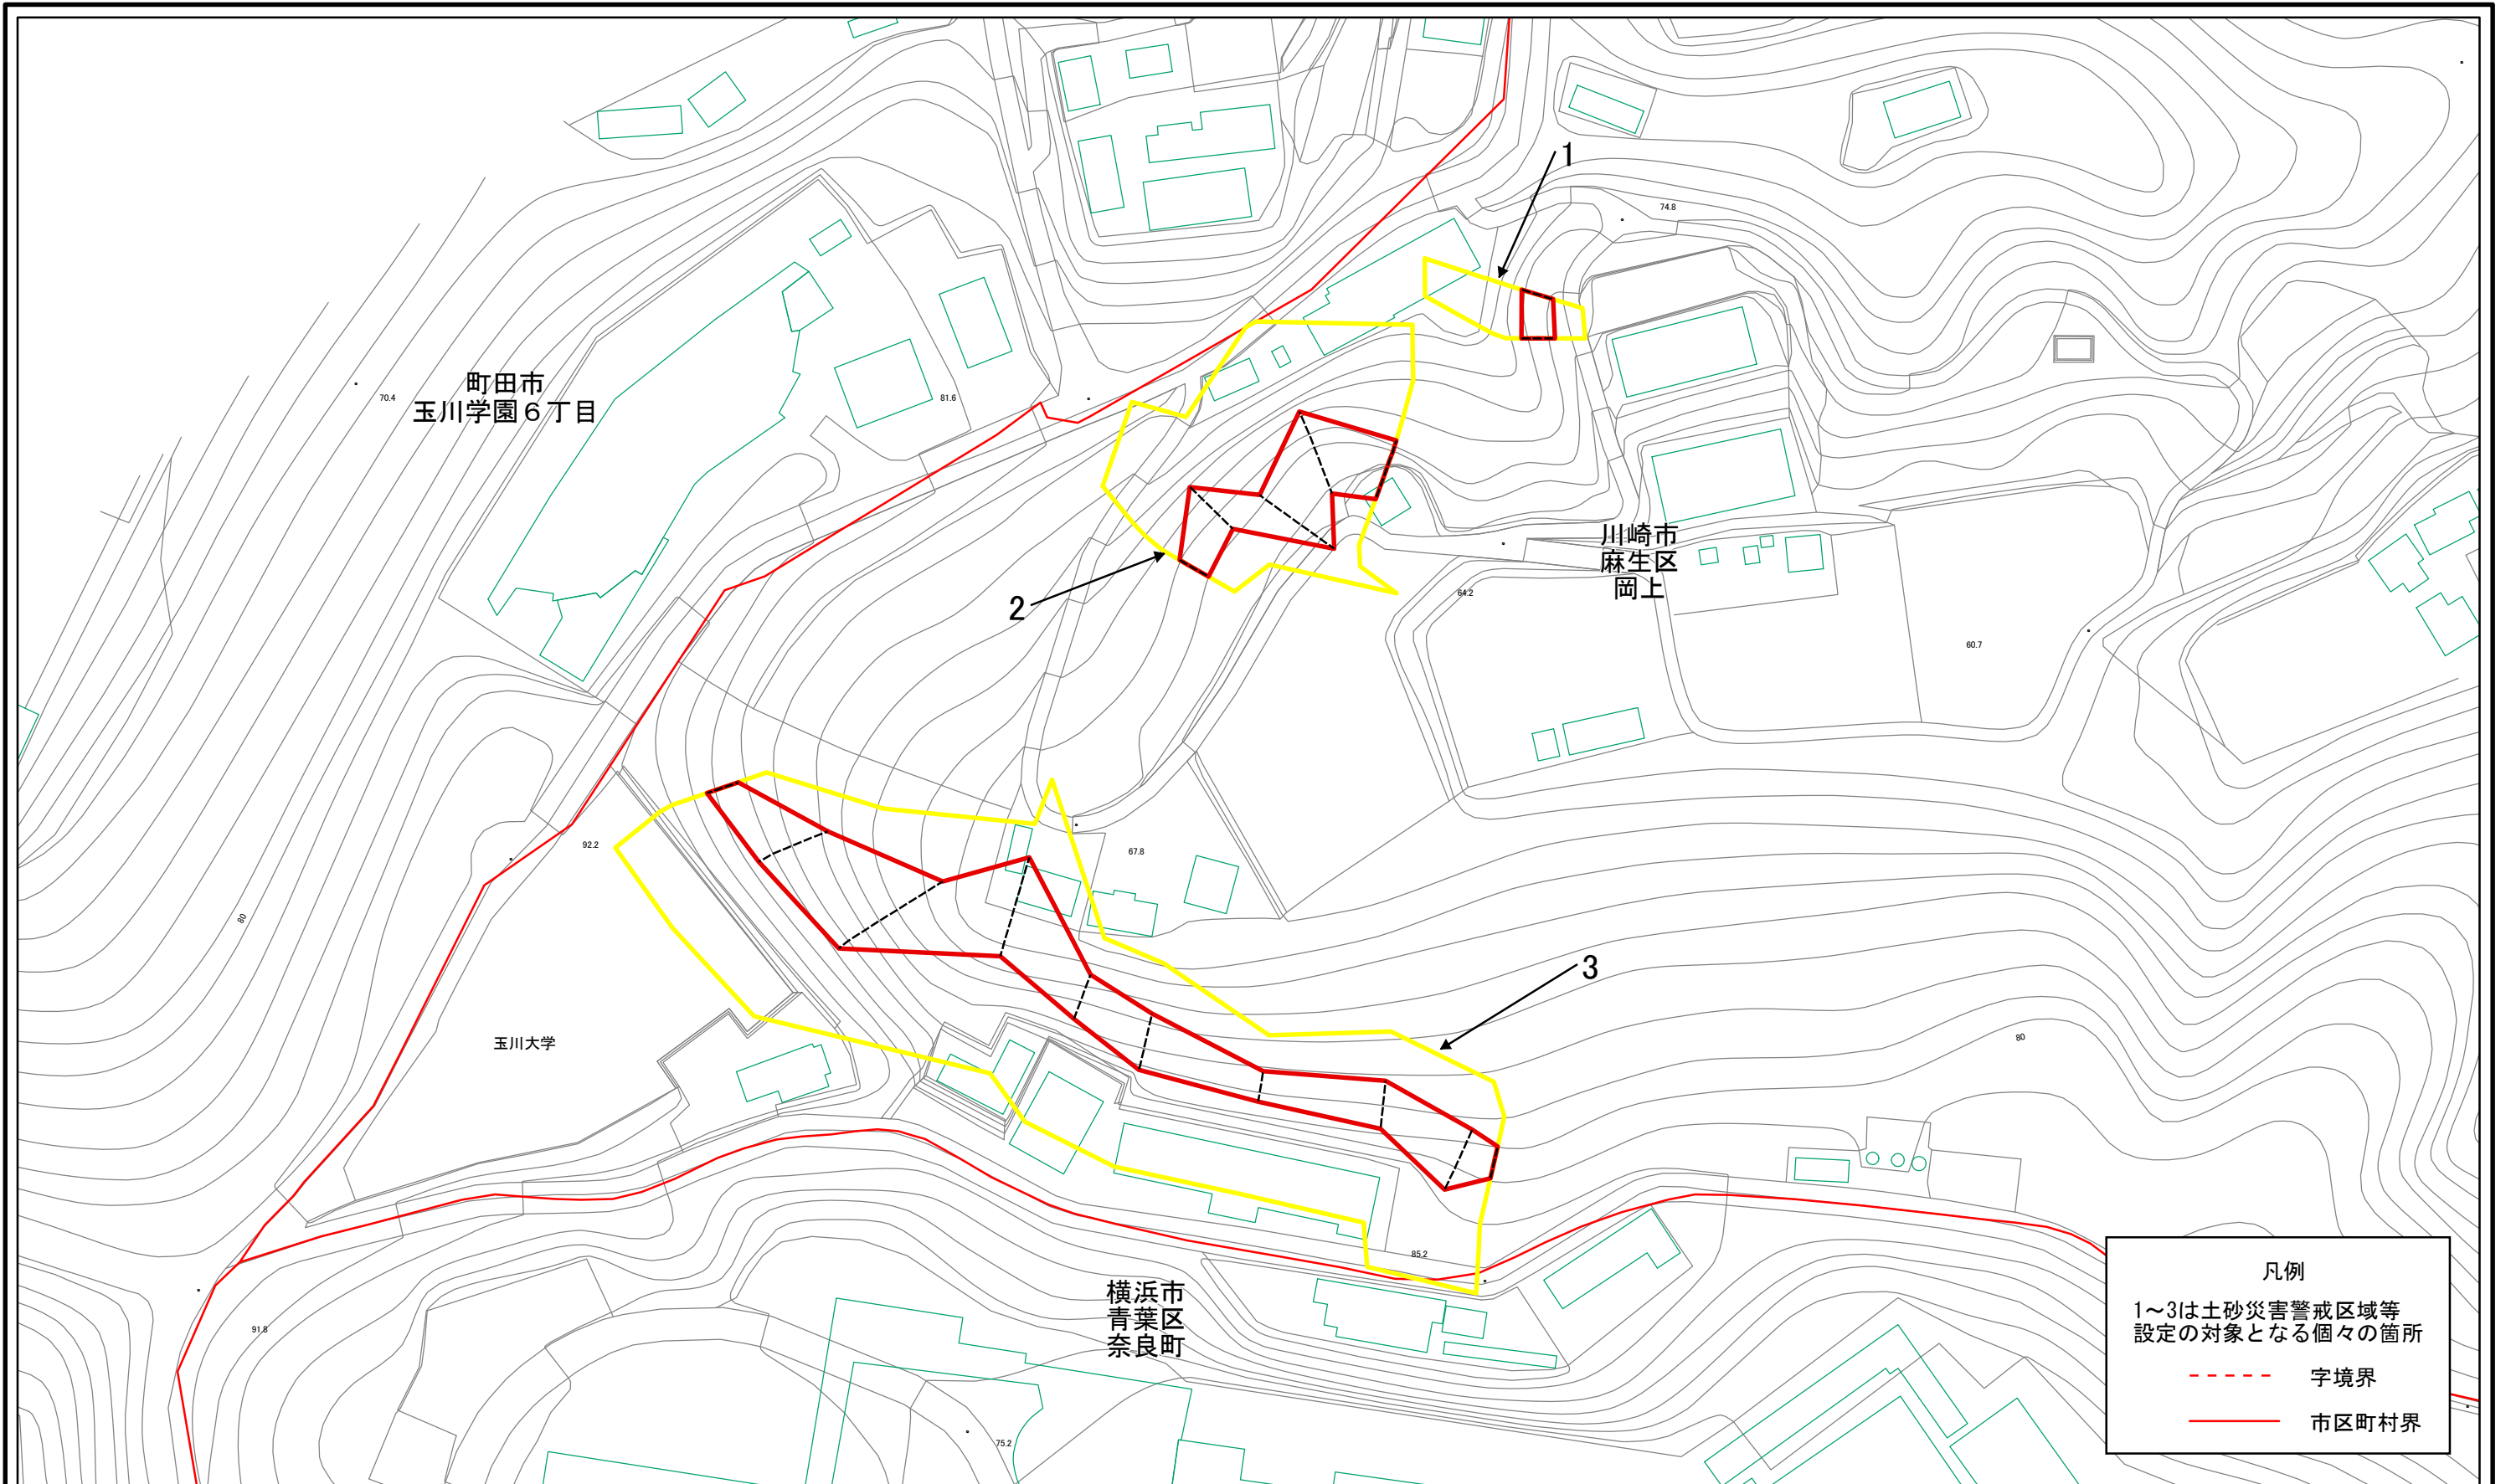 1
74.8
町田市
玉川学園６丁目
70.4
81.6
川崎市
麻生区
岡上
2
64.2
60.7
92.2
67.8
80
3
玉川大学
80
85.2
横浜市
青葉区
奈良町
91.8
75.2
凡例
1～3は土砂災害警戒区域等
設定の対象となる個々の箇所
字境界
市区町村界